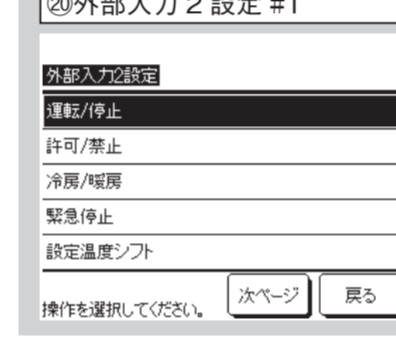 ⑳外部入力２設定 #1
外部入力2設定
運転/停止
許可/禁止
冷房/暖房
緊急停止
設定温度シフト
操作を選択してください。
次ページ
戻る